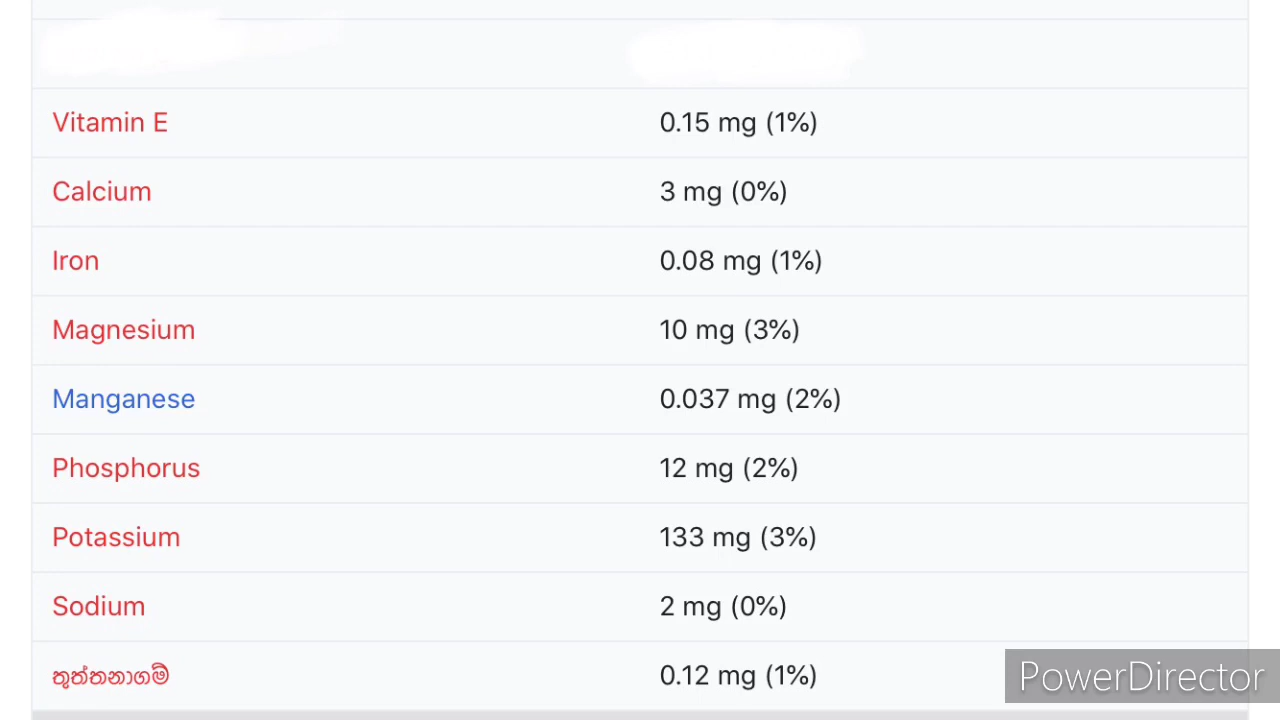 Vitamin E 0.15 mg (1%)
Calcium 3 mg (0%)
Iron 0.08 mg (1%)
Magnesium 10 mg (3%)
Manganese 0.037 mg (2%)
Phosphorus 12 mg (2%)
Potassium 133 mg (3%)
Sodium 2 mg (0%)
තුත්තනාගම් 0.12 mg (1%)
PowerDirector